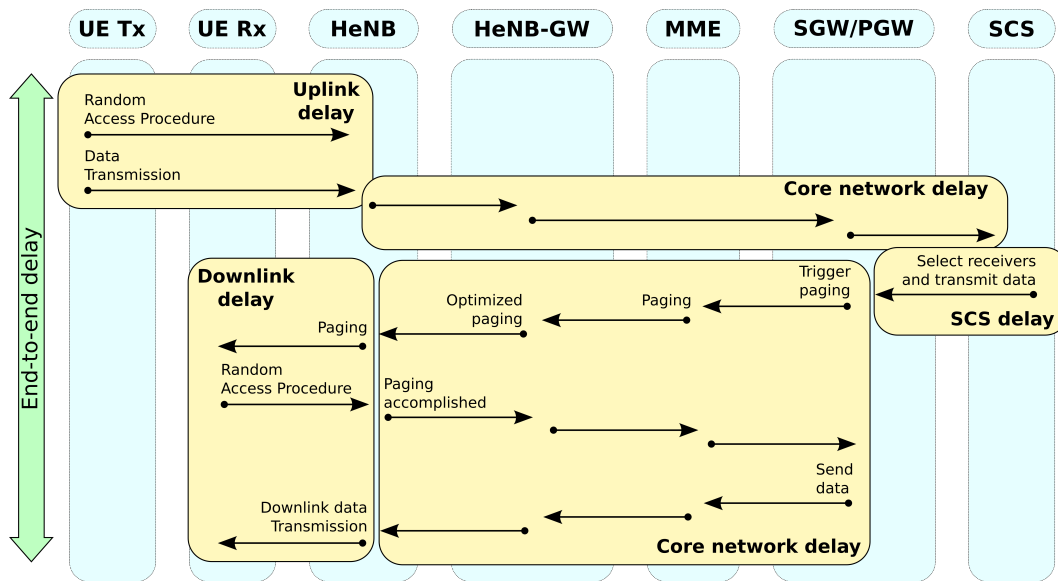 UE Tx
UE Rx
HeNB
HeNB-GW
MME
SGW/PGW
SCS
End-to-end delay
Uplink
delay
Random
Access Procedure
Data
Transmission
Core network delay
Select receivers
and transmit data
SCS delay
Downlink
delay
Trigger
paging
Paging
Optimized
paging
Paging
Random
Access Procedure
Paging
accomplished
Send
data
Downlink data
Transmission
Core network delay